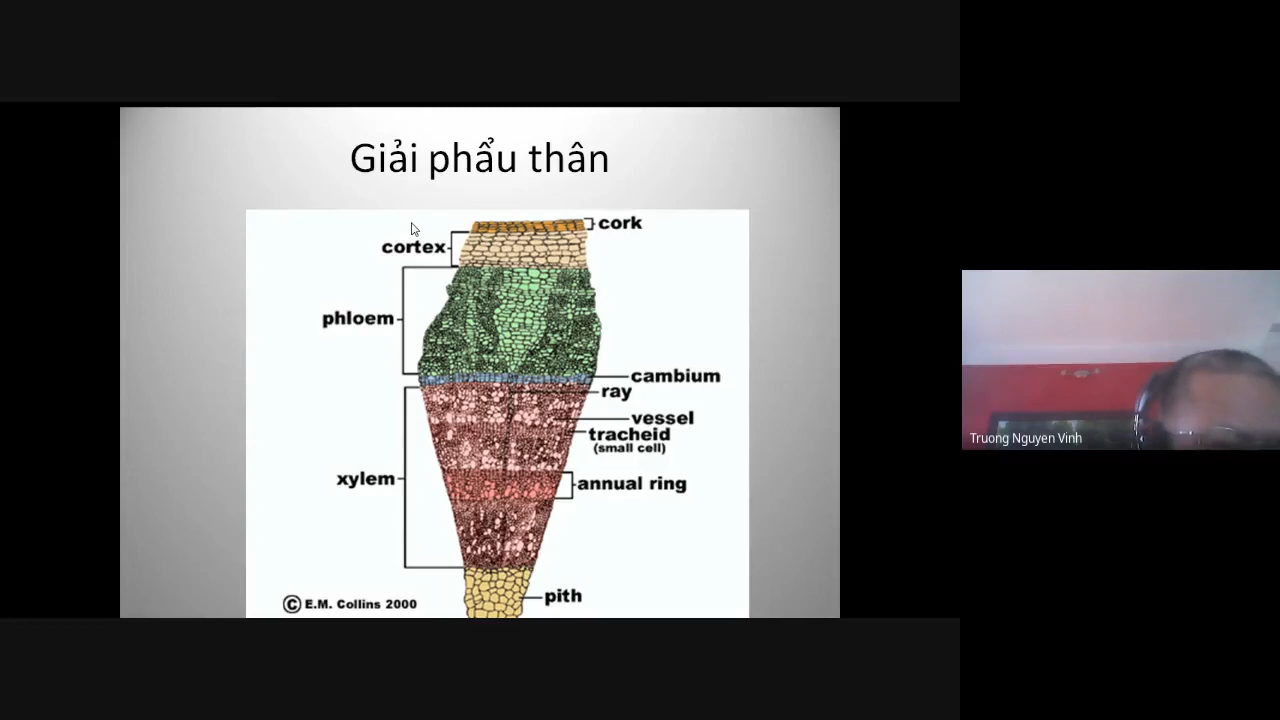 Giải phẩu thân
cork
cortex
phloem
cambium
ray
vessel
tracheid
(small cell)
xylem
annual ring
pith
© E.M. Collins 2000
Truong Nguyen Vinh